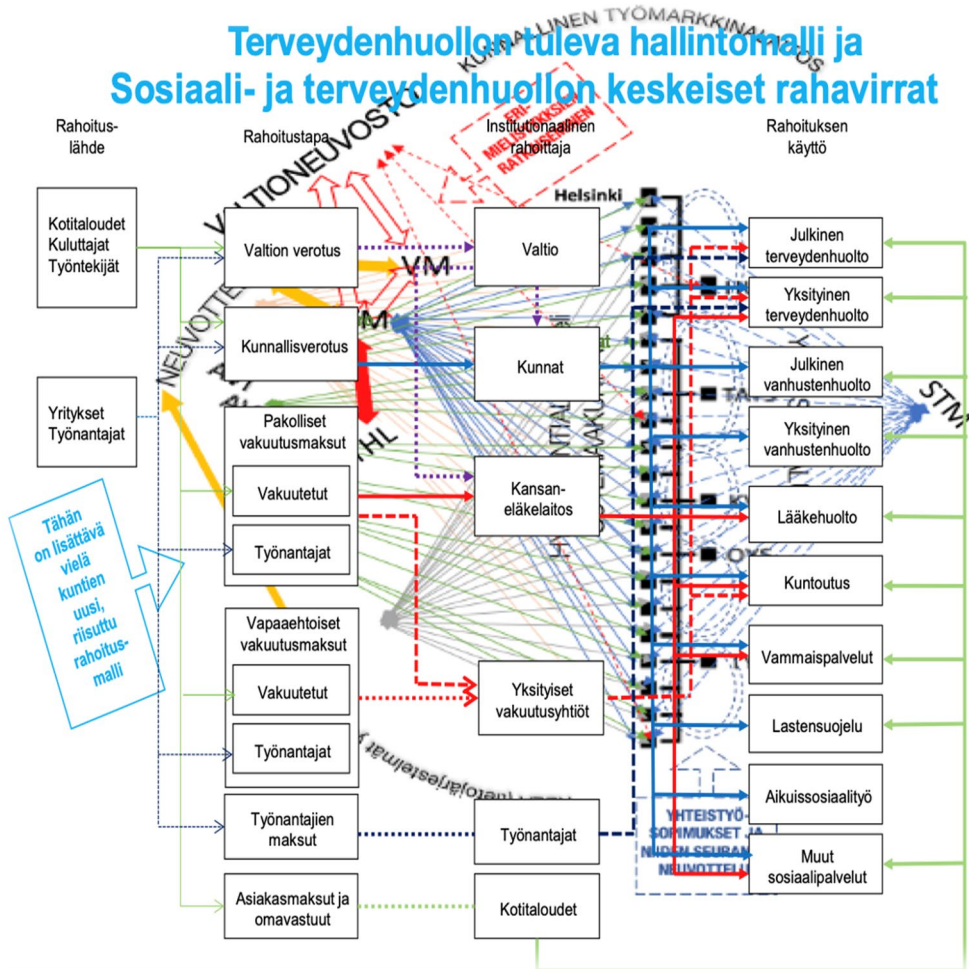 Terveydenhuollon tuleva hallintomalli ja
Sosiaali- ja terveydenhuollon keskeiset rahavirrat
KUNNALLINEN TYÖMARKKINALAITOS
Rahoitus-
lähde
Rahoitustapa
Institutionaalinen
rahoittaja
Rahoituksen
käyttö
ERI-
MIELISYYKSIEN
RATKAISEMINEN
VALTIONEUVOSTO
Helsinki
Kotitaloudet
Kuluttajat
Työntekijät
Valtion verotus
Valtio
Julkinen
terveydenhuolto
VM
Yksityinen
terveydenhuolto
Kunnallisverotus
Kunnat
Julkinen
vanhustenhuolto
Yritykset
Työnantajat
Pakolliset
vakuutusmaksut
Yksityinen
vanhustenhuolto
STM
THL
Vakuutetut
Kansan-
eläkelaitos
Lääkehuolto
Työnantajat
OYS
Tähän
on lisättävä
vielä
kuntien
uusi,
riisuttu
rahoitus-
malli
Kuntoutus
Vapaaehtoiset
vakuutusmaksut
Vammaispalvelut
Vakuutetut
Yksityiset
vakuutusyhtiöt
Lastensuojelu
Työnantajat
Aikuissosiaalityö
Työnantajien
maksut
Työnantajat
YHTEISTYÖ-
SOPIMUKSET JA
NIIDEN
Muut
sosiaalipalvelut
Asiakasmaksut ja
omavastuut
Kotitaloudet